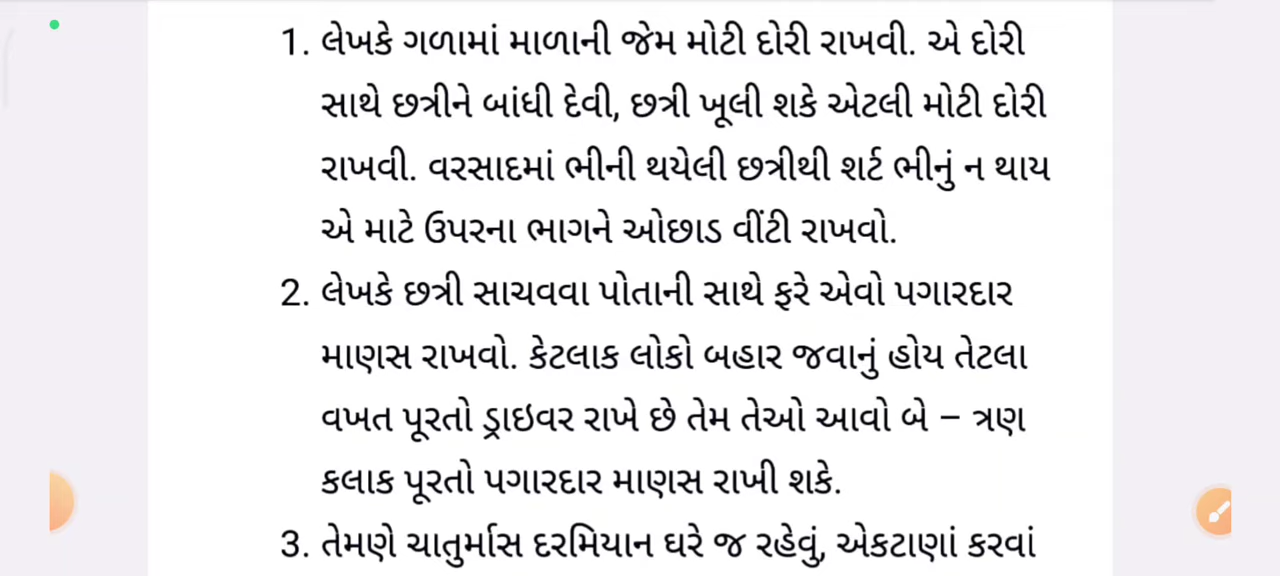 1. લેખકે ગળામાં માળાની જેમ મોટી દોરી રાખવી. એ દોરી
સાથે છત્રીને બાંધી દેવી, છત્રી ખૂલી શકે એટલી મોટી દોરી
રાખવી. વરસાદમાં ભીની થયેલી છત્રીથી શર્ટ ભીનું ન થાય
એ માટે ઉપરના ભાગને ઓછાડ વીંટી રાખવો.
2. લેખકે છત્રી સાચવવા પોતાની સાથે ફરે એવો પગારદાર
માણસ રાખવો. કેટલાક લોકો બહાર જવાનું હોય તેટલા
વખત પૂરતો ડ્રાઇવર રાખે છે તેમ તેઓ આવો બે – ત્રણ
કલાક પૂરતો પગારદાર માણસ રાખી શકે.
3. તેમણે ચાતુર્માસ દરમિયાન ઘરે જ રહેવું, એકટાણાં કરવાં